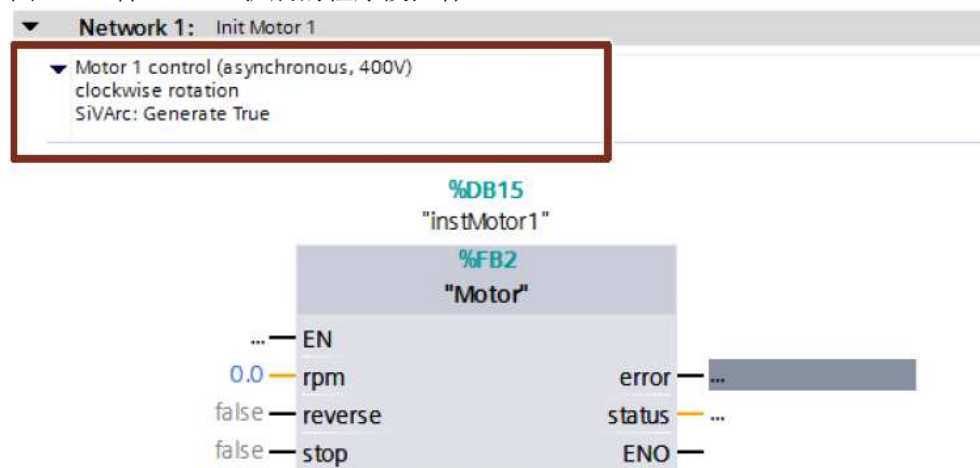 Network 1: Init Motor 1
Motor 1 control (asynchronous, 400V)
clockwise rotation
SiVArc: Generate True
%DB15
"instMotor1"
%FB2
"Motor"
... EN
0.0 rpm error ...
false reverse status ...
false stop ENO